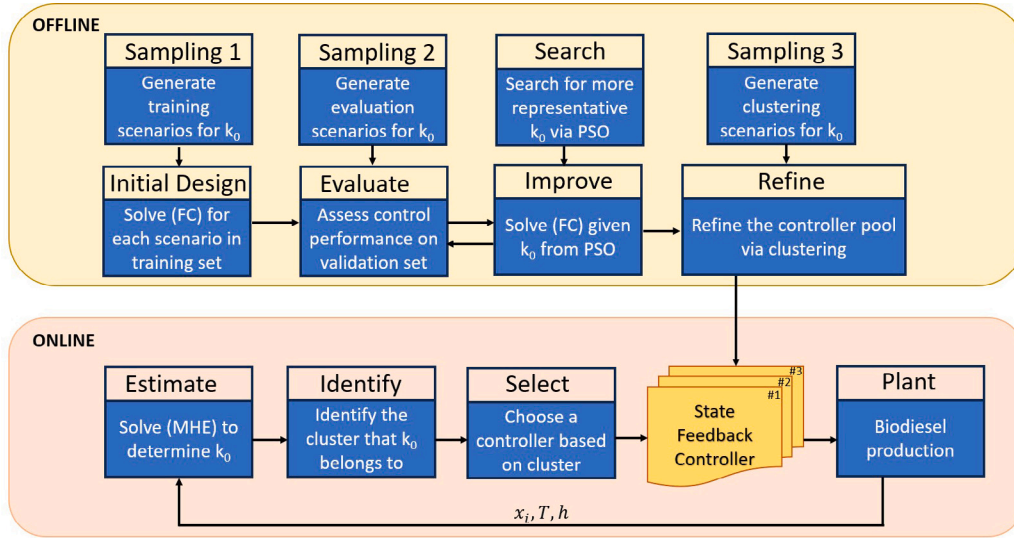 OFFLINE
Sampling 1
Generate
training
scenarios for k₀
Sampling 2
Generate
evaluation
scenarios for k₀
Search
Search for more
representative
k₀ via PSO
Sampling 3
Generate
clustering
scenarios for k₀
Initial Design
Solve (FC) for
each scenario in
training set
Evaluate
Assess control
performance on
validation set
Improve
Solve (FC) given
k₀ from PSO
Refine
Refine the controller pool
via clustering
ONLINE
Estimate
Solve (MHE) to
determine k₀
Identify
Identify the
cluster that k₀
belongs to
Select
Choose a
controller based
on cluster
#3
#2
#1
State
Feedback
Controller
Plant
Biodiesel
production
xᵢ, T, h